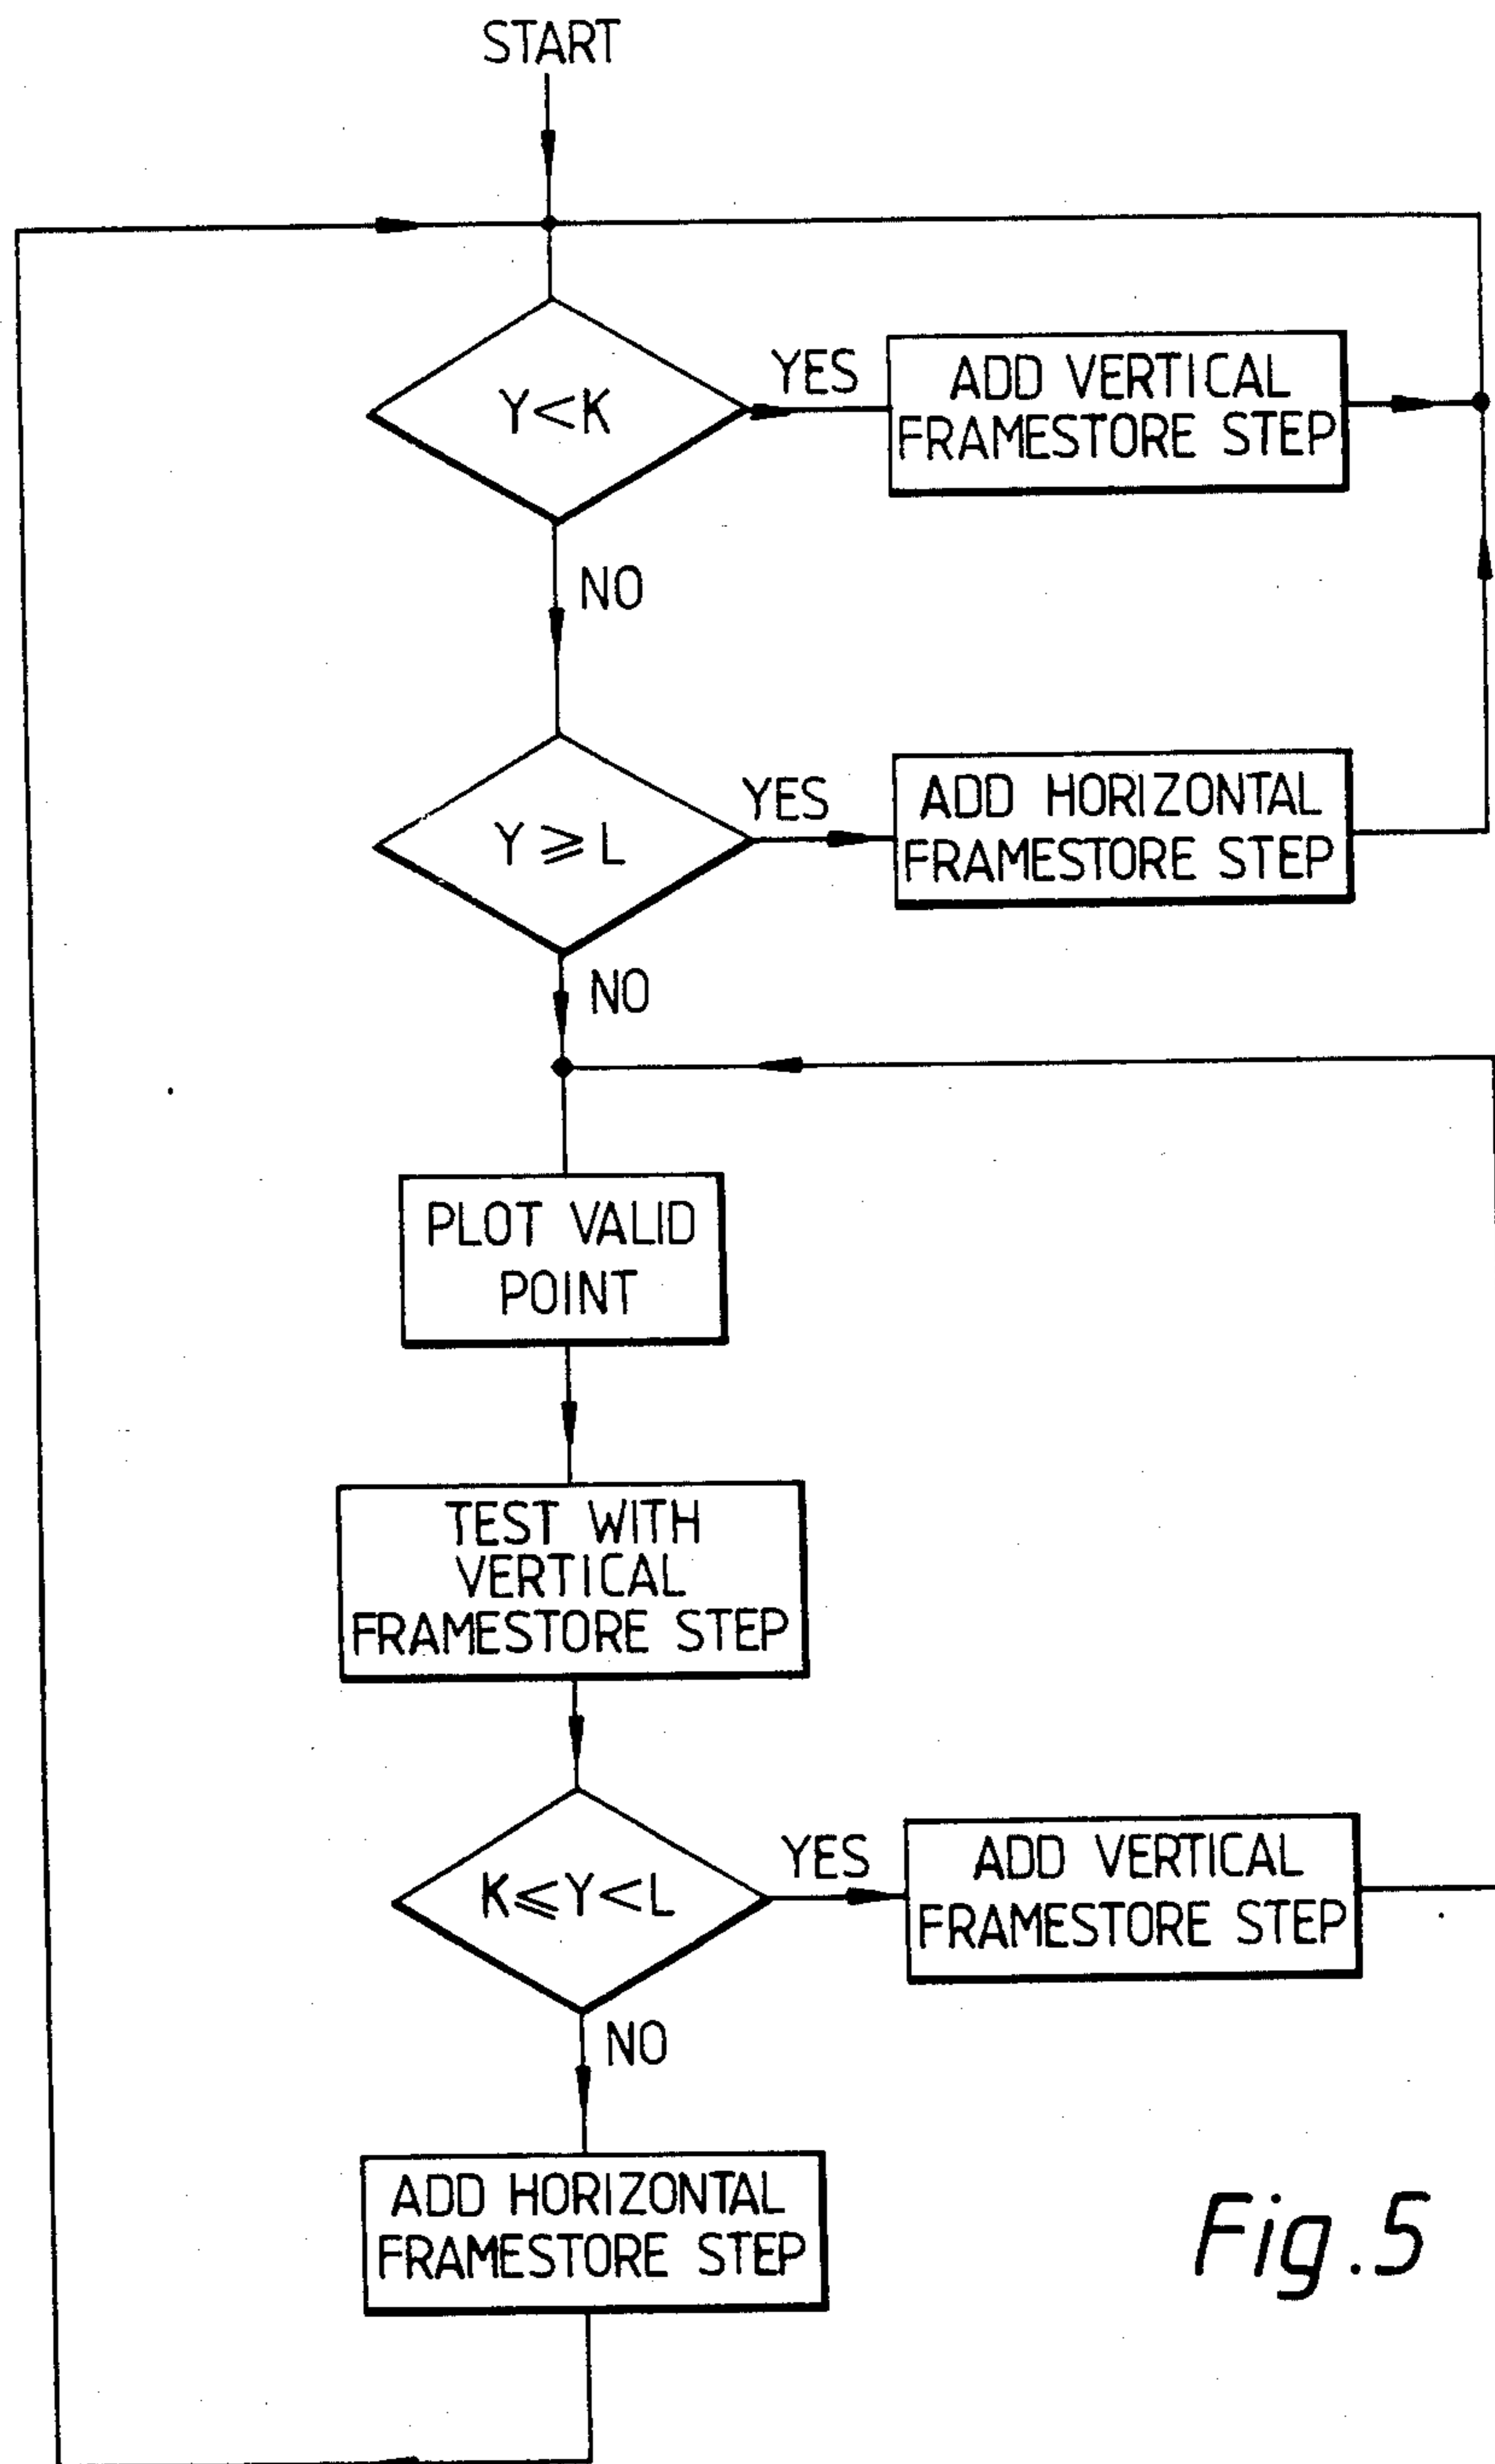 START
Y<K
YES
ADD VERTICAL
FRAMESTORE STEP
NO
Y⩾L
YES
ADD HORIZONTAL
FRAMESTORE STEP
NO
PLOT VALID
POINT
TEST WITH
VERTICAL
FRAMESTORE STEP
K⩽Y<L
YES
ADD VERTICAL
FRAMESTORE STEP
NO
ADD HORIZONTAL
FRAMESTORE STEP
Fig.5